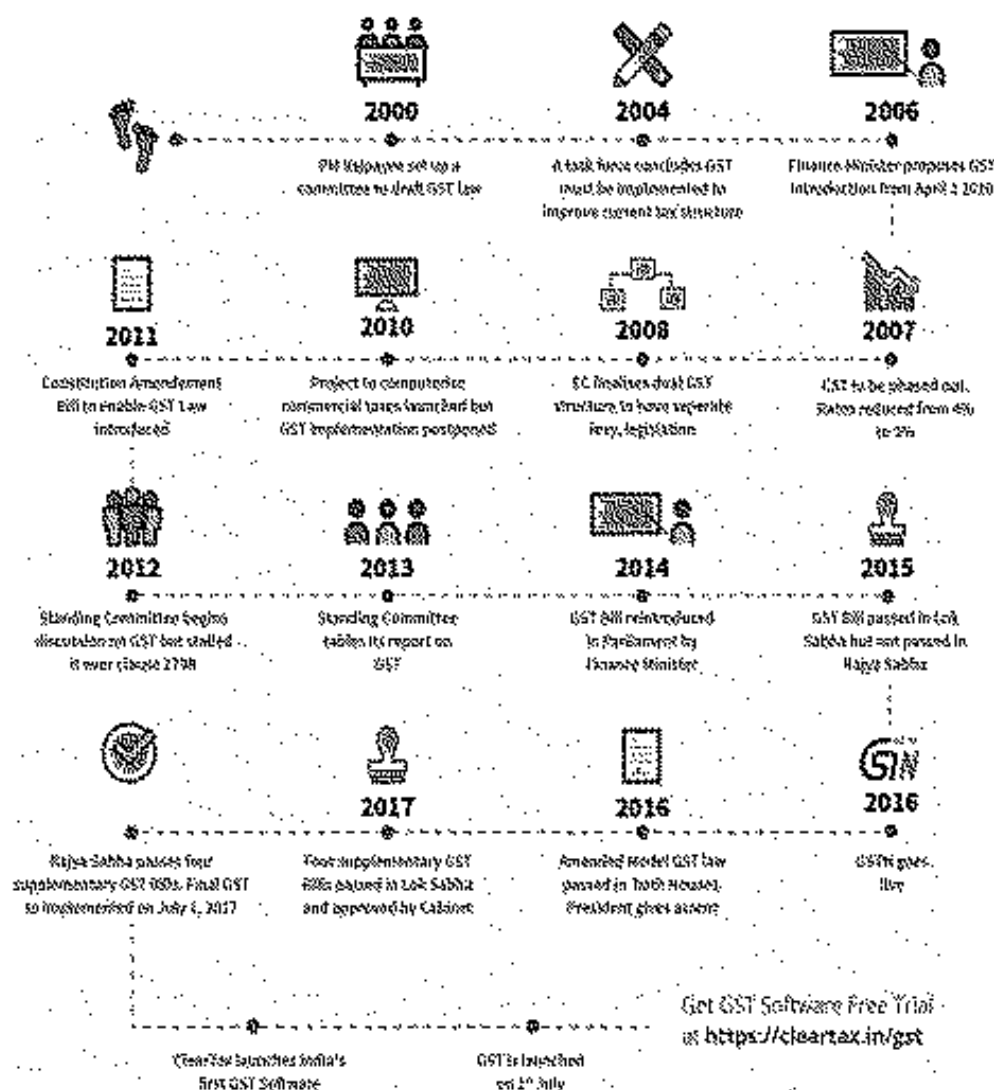 2000
PM Vajpayee set up a
committee to draft GST law
2004
A task force concludes GST
must be implemented to
improve current tax structure
2006
Finance Minister proposes GST
introduction from April 1 2010
2011
Constitution Amendment
Bill to enable GST Law
introduced
2010
Project to computerise
commercial taxes launched but
GST implementation postponed
2008
EC finalises dual GST
structure to have separate
levy, legislation
2007
CST to be phased out.
Rates reduced from 4%
to 3%
2012
Standing Committee begins
discussion on GST but stalled
it over clause 279B
2013
Standing Committee
tables its report on
GST
2014
GST Bill reintroduced
in Parliament by
Finance Minister
2015
GST Bill passed in Lok
Sabha but not passed in
Rajya Sabha
Rajya Sabha passes four
supplementary GST Bills. Final GST
to implemented on July 1, 2017
2017
Four supplementary GST
Bills passed in Lok Sabha
and approved by Cabinet
2016
Amended Model GST law
passed in both Houses.
President gives assent
GSTN
2016
GSTN goes
live
ClearTax launches India's
first GST Software
GST is launched
on 1st July
Get GST Software Free Trial
at https://cleartax.in/gst